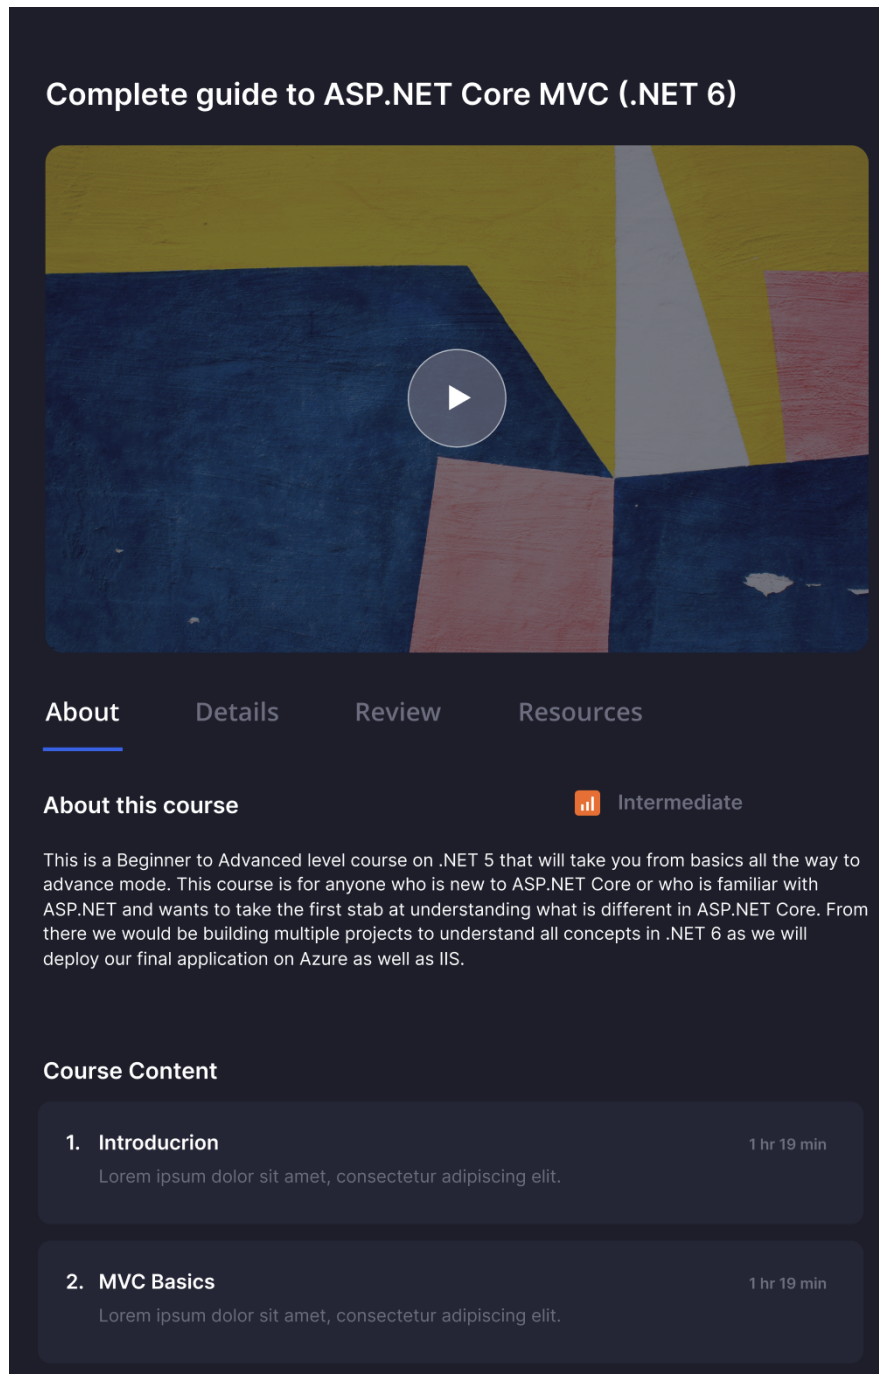 Complete guide to ASP.NET Core MVC (.NET 6)
About Details Review Resources
About this course Intermediate
This is a Beginner to Advanced level course on .NET 5 that will take you from basics all the way to
advance mode. This course is for anyone who is new to ASP.NET Core or who is familiar with
ASP.NET and wants to take the first stab at understanding what is different in ASP.NET Core. From
there we would be building multiple projects to understand all concepts in .NET 6 as we will
deploy our final application on Azure as well as IIS.
Course Content
1. Introducrion 1 hr 19 min
Lorem ipsum dolor sit amet, consectetur adipiscing elit.
2. MVC Basics 1 hr 19 min
Lorem ipsum dolor sit amet, consectetur adipiscing elit.